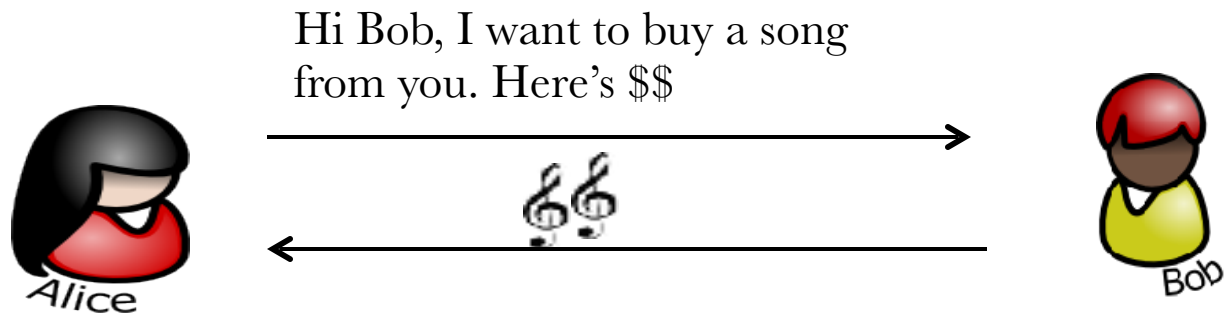 Hi Bob, I want to buy a song
from you. Here’s $$
Alice
Bob